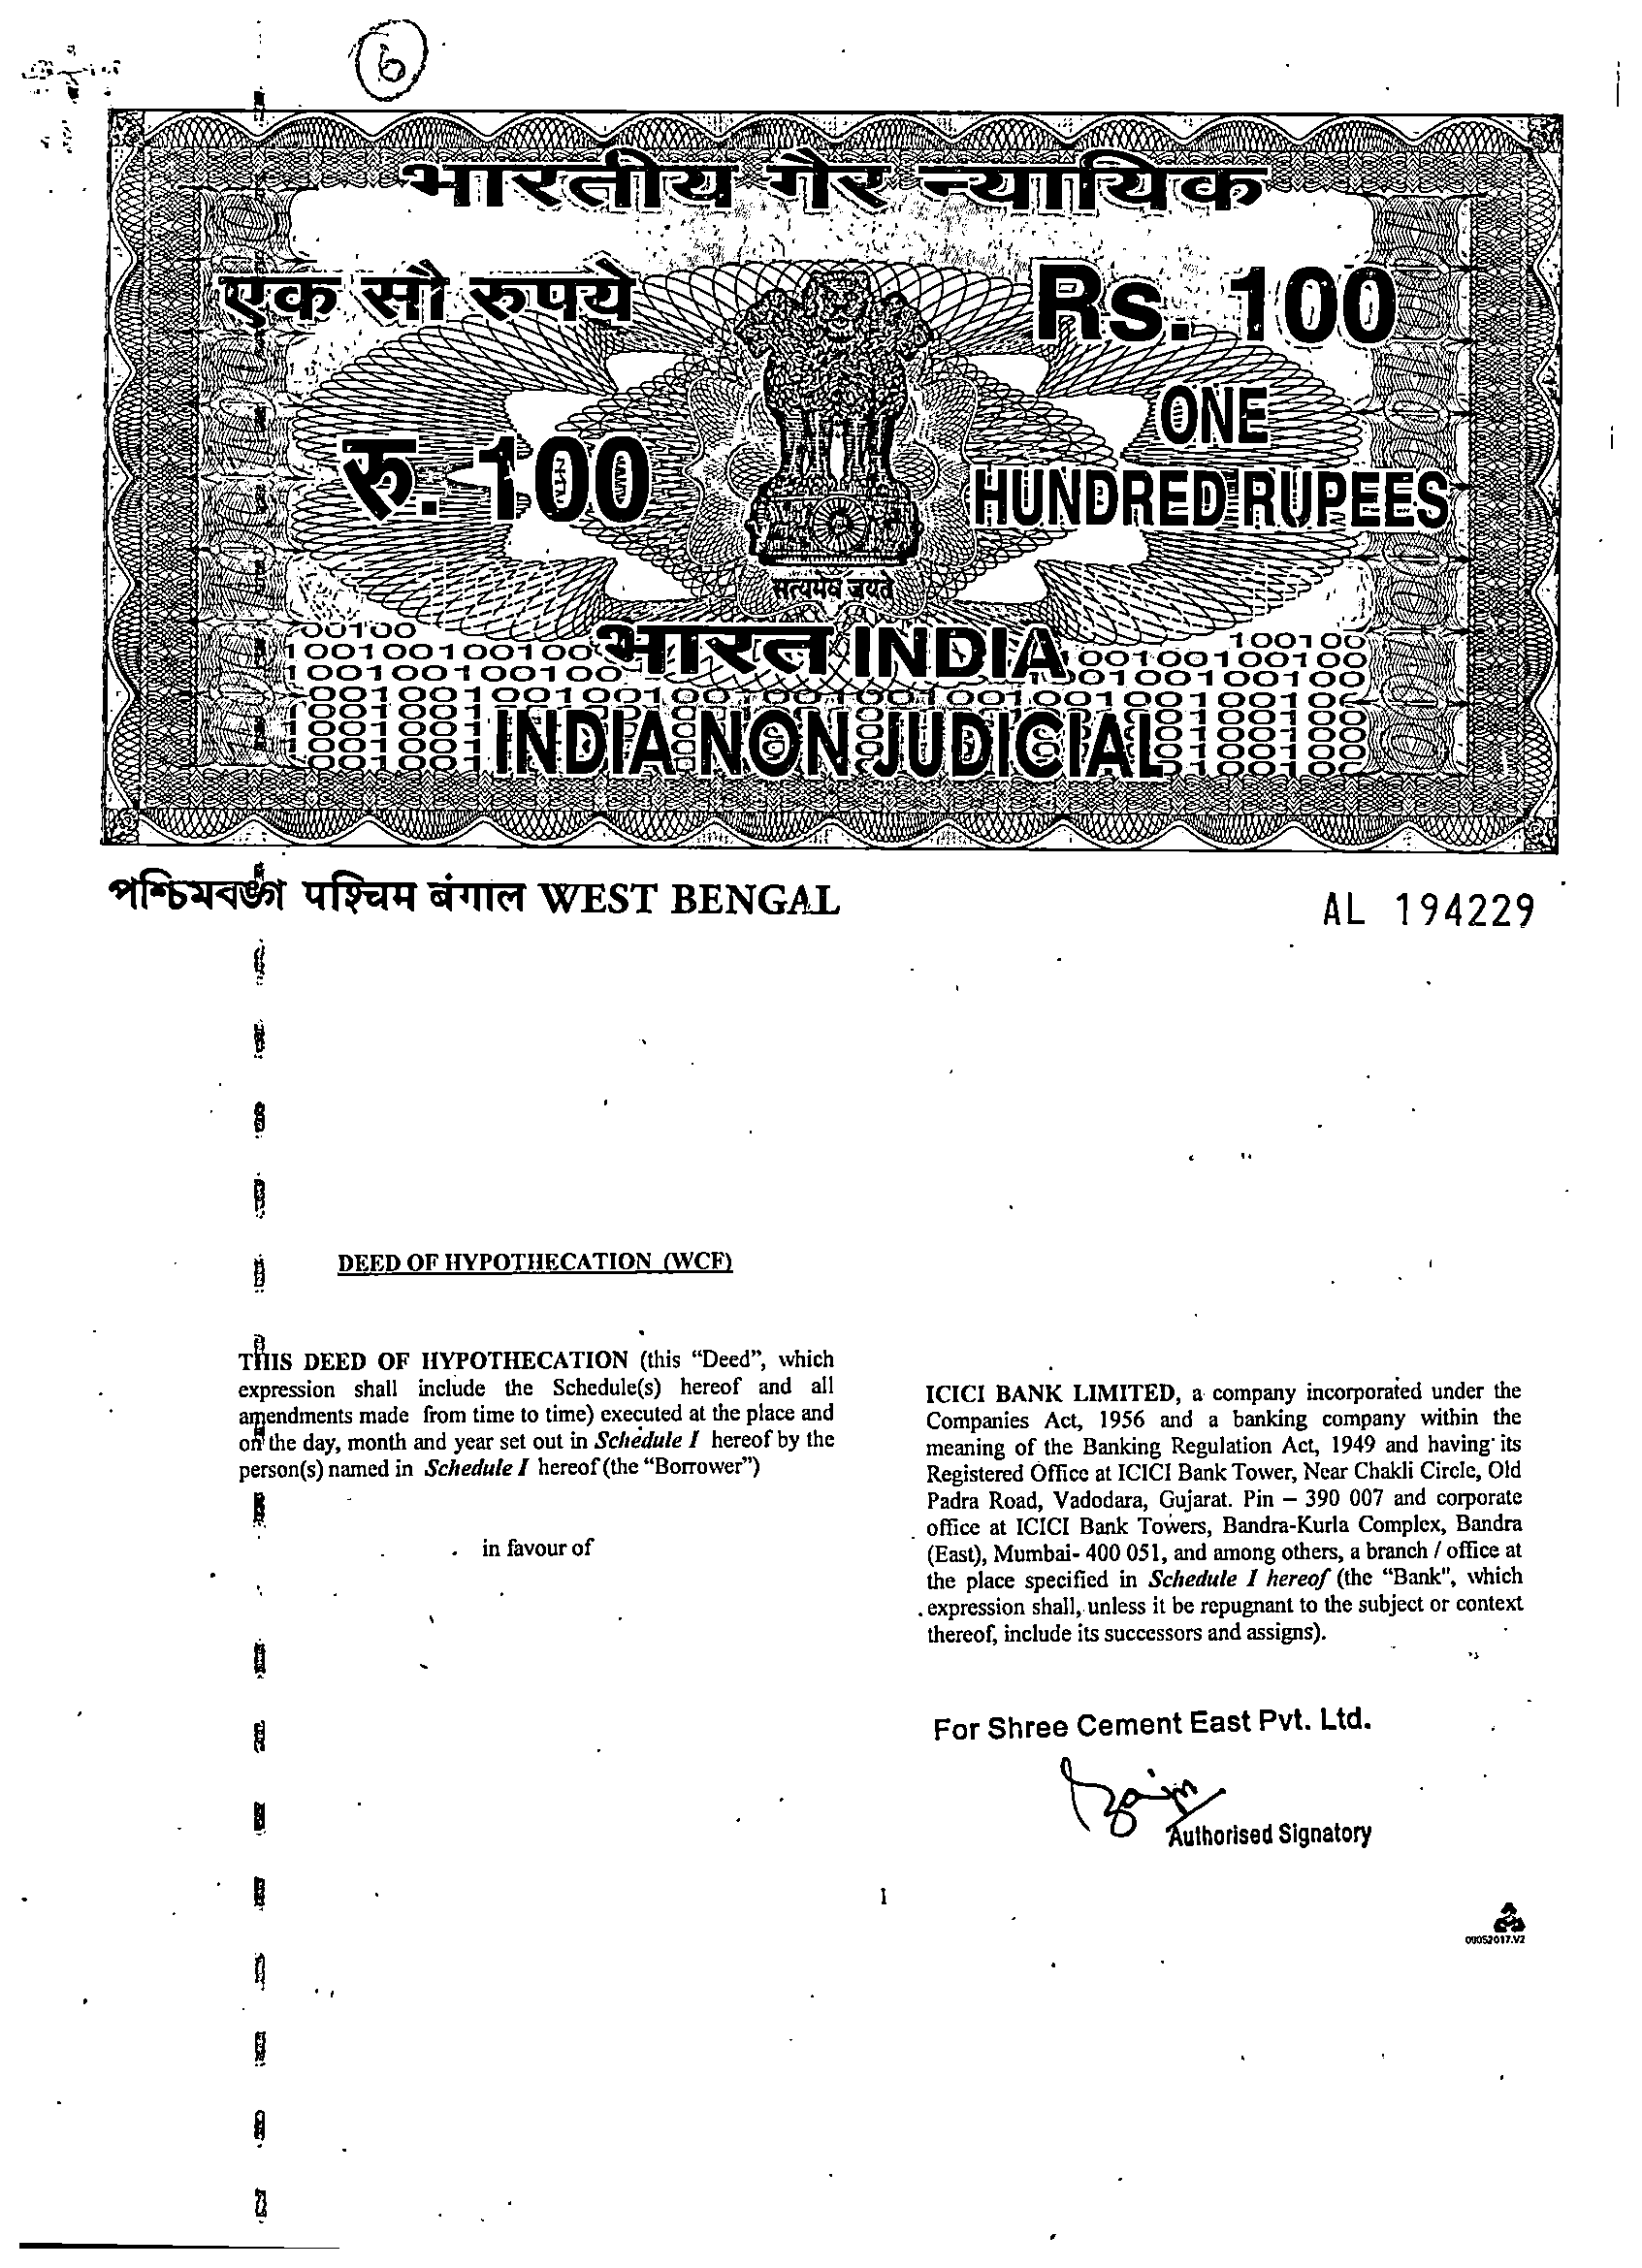 6
भारतीय गैर न्यायिक
एक सौ रुपये
Rs. 100
रु. 100
ONE
HUNDRED RUPEES
सत्यमेव जयते
भारत INDIA
INDIA NON JUDICIAL
পশ্চিমবঙ্গ पश्चिम बंगाल WEST BENGAL
AL 194229
DEED OF HYPOTHECATION (WCF)
THIS DEED OF HYPOTHECATION (this “Deed”, which
expression shall include the Schedule(s) hereof and all
amendments made from time to time) executed at the place and
on the day, month and year set out in Schedule I hereof by the
person(s) named in Schedule I hereof (the “Borrower”)
in favour of
ICICI BANK LIMITED, a company incorporated under the
Companies Act, 1956 and a banking company within the
meaning of the Banking Regulation Act, 1949 and having its
Registered Office at ICICI Bank Tower, Near Chakli Circle, Old
Padra Road, Vadodara, Gujarat. Pin – 390 007 and corporate
office at ICICI Bank Towers, Bandra-Kurla Complex, Bandra
(East), Mumbai- 400 051, and among others, a branch / office at
the place specified in Schedule I hereof (the “Bank”, which
expression shall, unless it be repugnant to the subject or context
thereof, include its successors and assigns).
For Shree Cement East Pvt. Ltd.
Authorised Signatory
1
09052017.V2